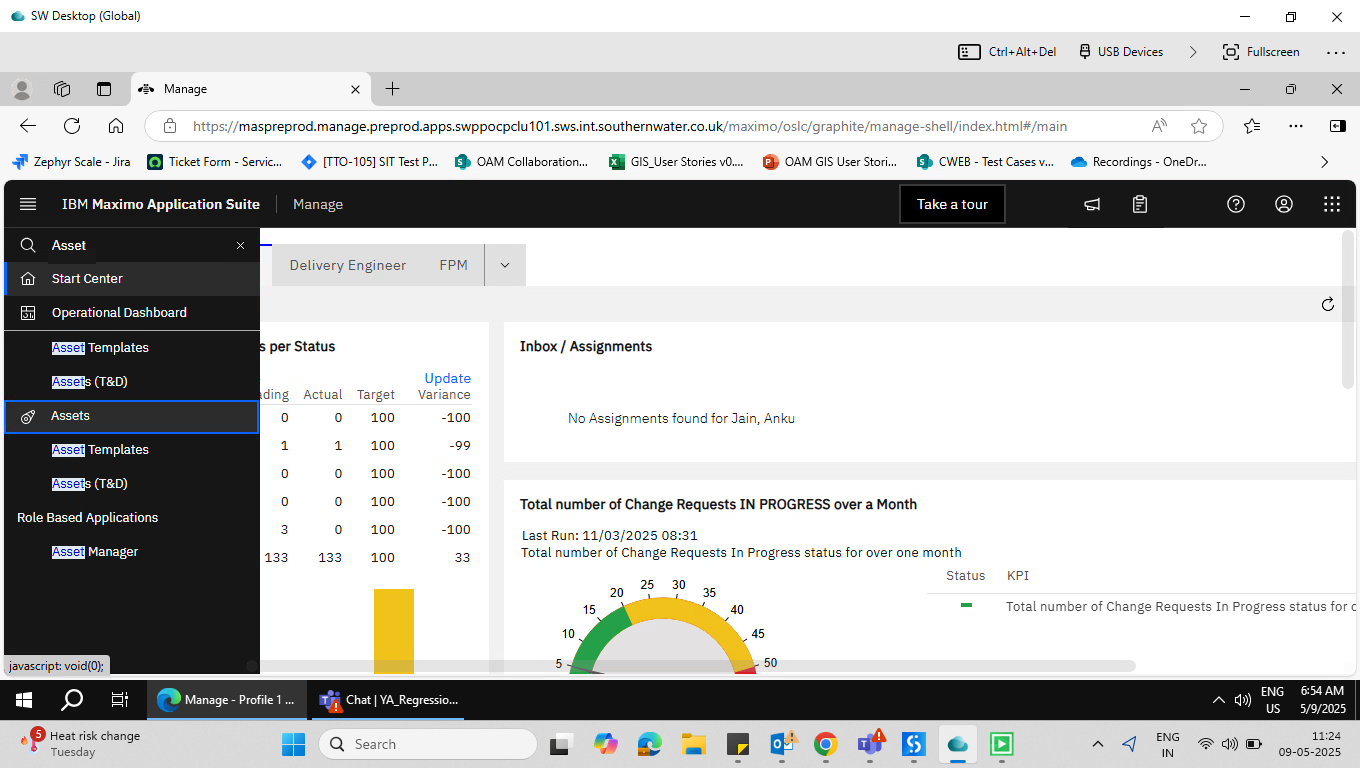 SW Desktop (Global)
Ctrl+Alt+Del USB Devices Fullscreen
Manage
https://maspreprod.manage.preprod.apps.swppocpclu101.sws.int.southernwater.co.uk/maximo/oslc/graphite/manage-shell/index.html#/main
Zephyr Scale - Jira Ticket Form - Servic... [TTO-105] SIT Test P... OAM Collaboration... GIS_User Stories v0.... OAM GIS User Stori... CWEB - Test Cases v... Recordings - OneDr...
IBM Maximo Application Suite Manage Take a tour
Asset
Start Center
Operational Dashboard
Asset Templates
Assets (T&D)
Assets
Asset Templates
Assets (T&D)
Role Based Applications
Asset Manager
javascript: void(0);
Delivery Engineer FPM
s per Status
Update
ding Actual Target Variance
0 0 100 -100
1 1 100 -99
0 0 100 -100
0 0 100 -100
3 0 100 -100
133 133 100 33
Inbox / Assignments
No Assignments found for Jain, Anku
Total number of Change Requests IN PROGRESS over a Month
Last Run: 11/03/2025 08:31
Total number of Change Requests In Progress status for over one month
5 10 15 20 25 30 35 40 45 50
Status KPI
Total number of Change Requests In Progress status for o
Manage - Profile 1 ... Chat | YA_Regressio...
ENG
US
6:54 AM
5/9/2025
5
Heat risk change
Tuesday
Search
ENG
IN
11:24
09-05-2025